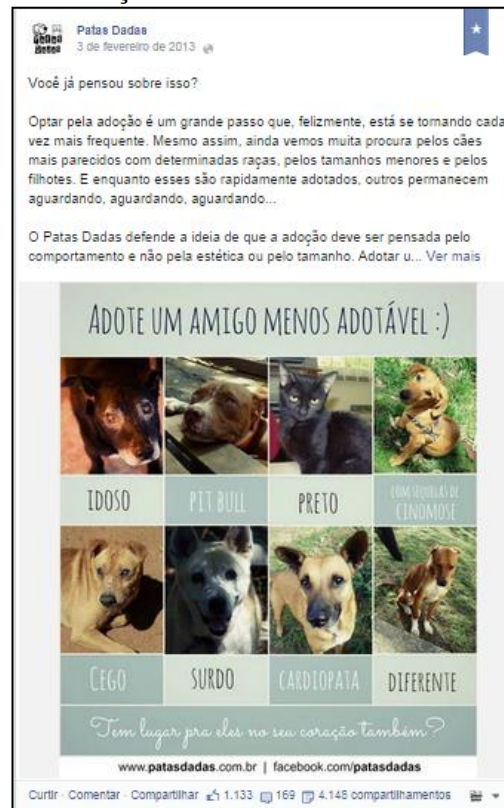 Patas Dadas
3 de fevereiro de 2013
Você já pensou sobre isso?
Optar pela adoção é um grande passo que, felizmente, está se tornando cada
vez mais frequente. Mesmo assim, ainda vemos muita procura pelos cães
mais parecidos com determinadas raças, pelos tamanhos menores e pelos
filhotes. E enquanto esses são rapidamente adotados, outros permanecem
aguardando, aguardando, aguardando...
O Patas Dadas defende a ideia de que a adoção deve ser pensada pelo
comportamento e não pela estética ou pelo tamanho. Adotar u... Ver mais
ADOTE UM AMIGO MENOS ADOTÁVEL :)
IDOSO
PIT BULL
PRETO
COM SEQUELAS DE
CINOMOSE
CEGO
SURDO
CARDIOPATA
DIFERENTE
Tem lugar pra eles no seu coração também?
www.patasdadas.com.br | facebook.com/patasdadas
Curtir · Comentar · Compartilhar 1.133 169 4.148 compartilhamentos